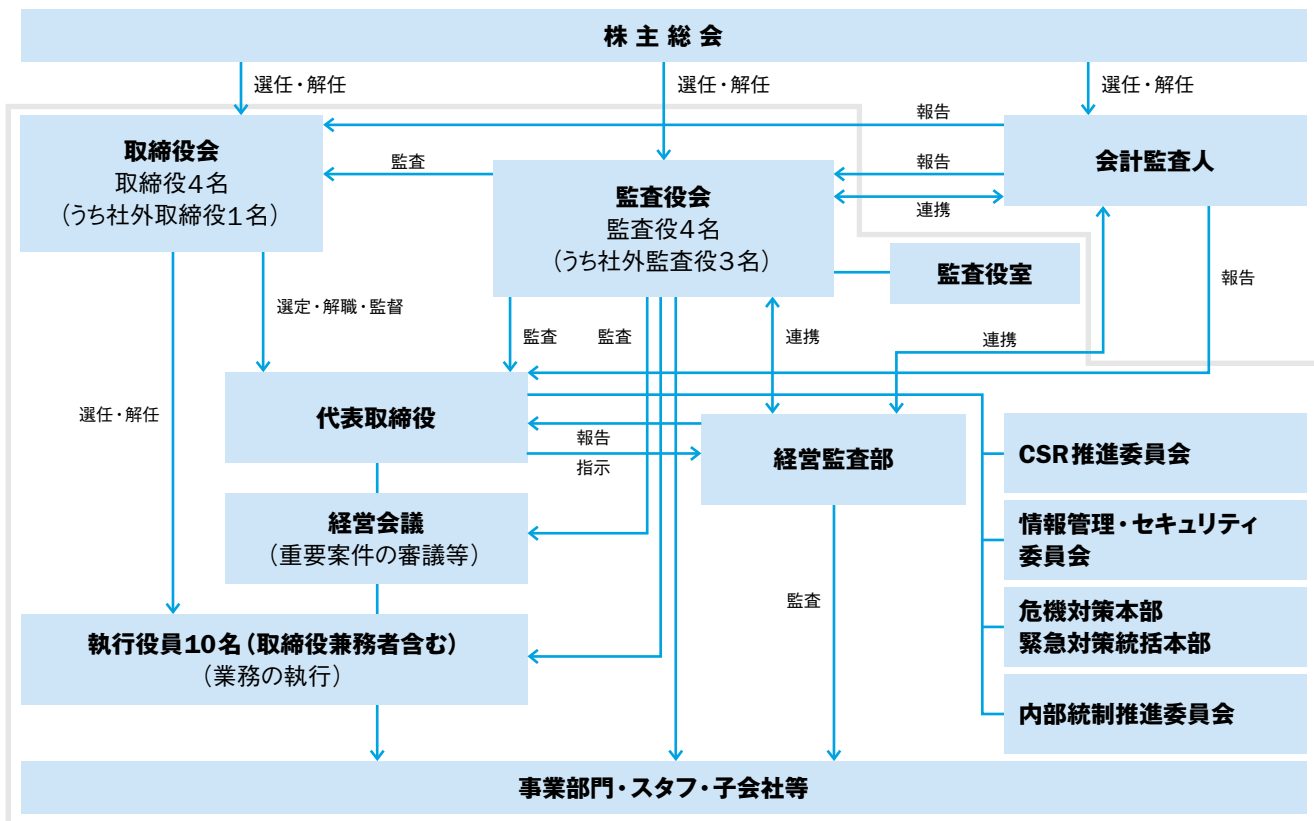 株主総会
選任・解任
選任・解任
選任・解任
報告
取締役会
取締役4名
（うち社外取締役1名）
監査
監査役会
監査役4名
（うち社外監査役3名）
報告
連携
会計監査人
監査役室
報告
選定・解職・監督
監査
監査
連携
連携
選任・解任
代表取締役
報告
指示
経営監査部
CSR推進委員会
経営会議
（重要案件の審議等）
情報管理・セキュリティ
委員会
監査
危機対策本部
緊急対策統括本部
執行役員10名（取締役兼務者含む）
（業務の執行）
内部統制推進委員会
事業部門・スタフ・子会社等